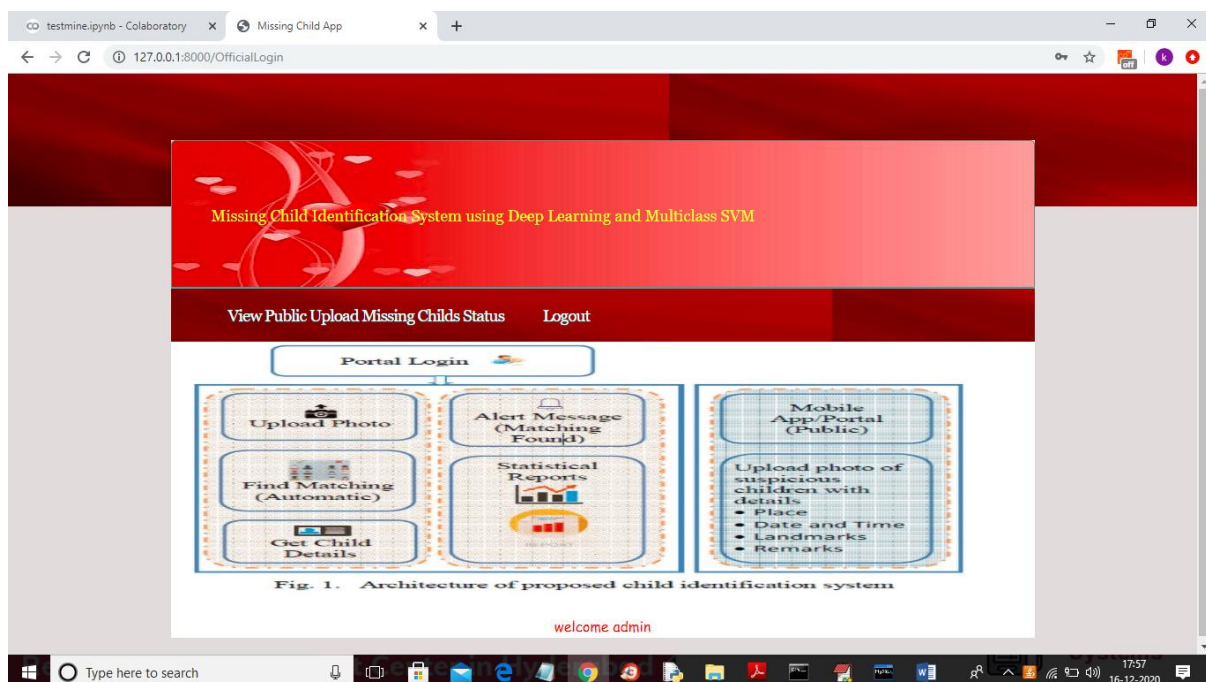 testmine.ipynb - Colaboratory
Missing Child App
127.0.0.1:8000/OfficialLogin
off
k
Missing Child Identification System using Deep Learning and Multiclass SVM
View Public Upload Missing Childs Status Logout
Portal Login
Upload Photo
Find Matching
(Automatic)
Get Child
Details
Alert Message
(Matching
Found)
Statistical
Reports
REPORT
Mobile
App/Portal
(Public)
Upload photo of
suspicious
children with
details
• Place
• Date and Time
• Landmarks
• Remarks
Fig. 1. Architecture of proposed child identification system
welcome admin
Type here to search
17:57
16-12-2020